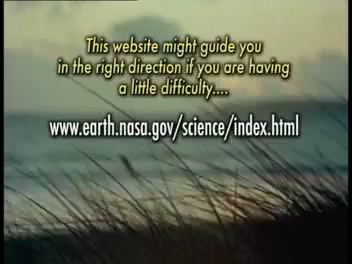 This website might guide you
in the right direction if you are having
a little difficulty....
www.earth.nasa.gov/science/index.html